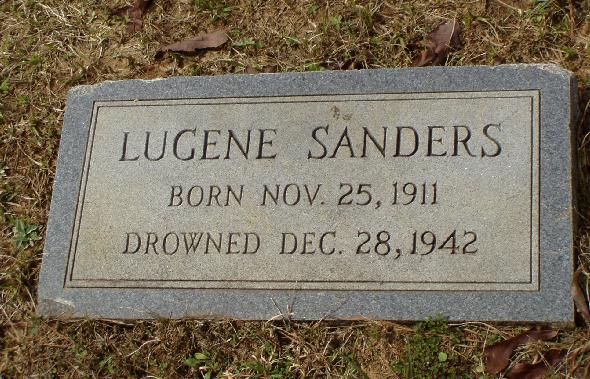 LUGENE SANDERS
BORN NOV. 25, 1911
DROWNED DEC. 28, 1942